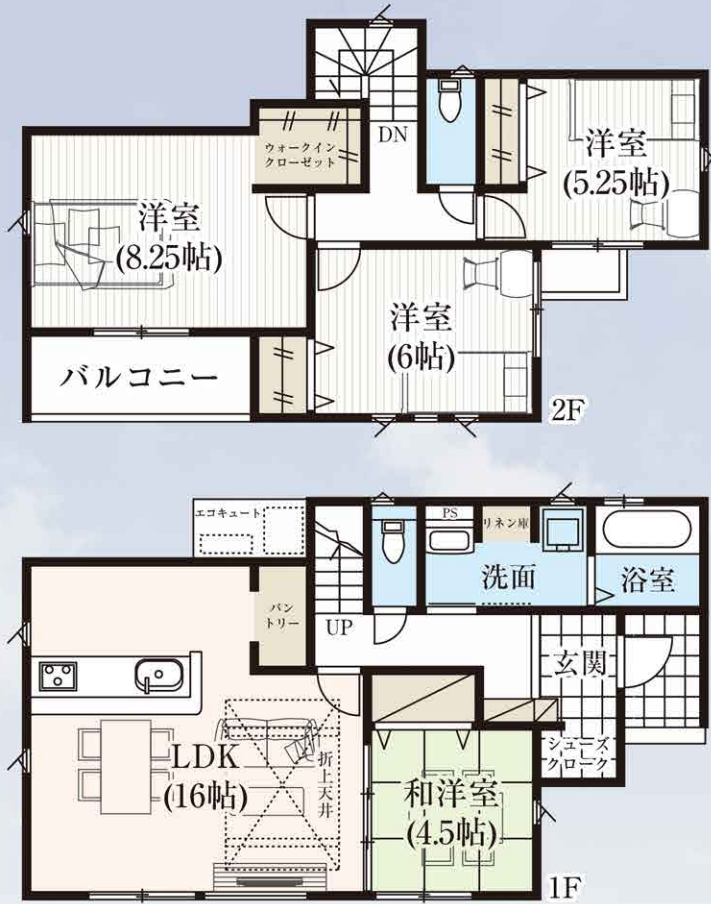 DN
ウォークイン
クローゼット
洋室
(5.25帖)
洋室
(8.25帖)
洋室
(6帖)
バルコニー
2F
エコキュート
PS
リネン庫
洗面
浴室
パン
トリー
UP
玄関
シューズ
クローク
LDK
(16帖)
折上天井
和洋室
(4.5帖)
1F